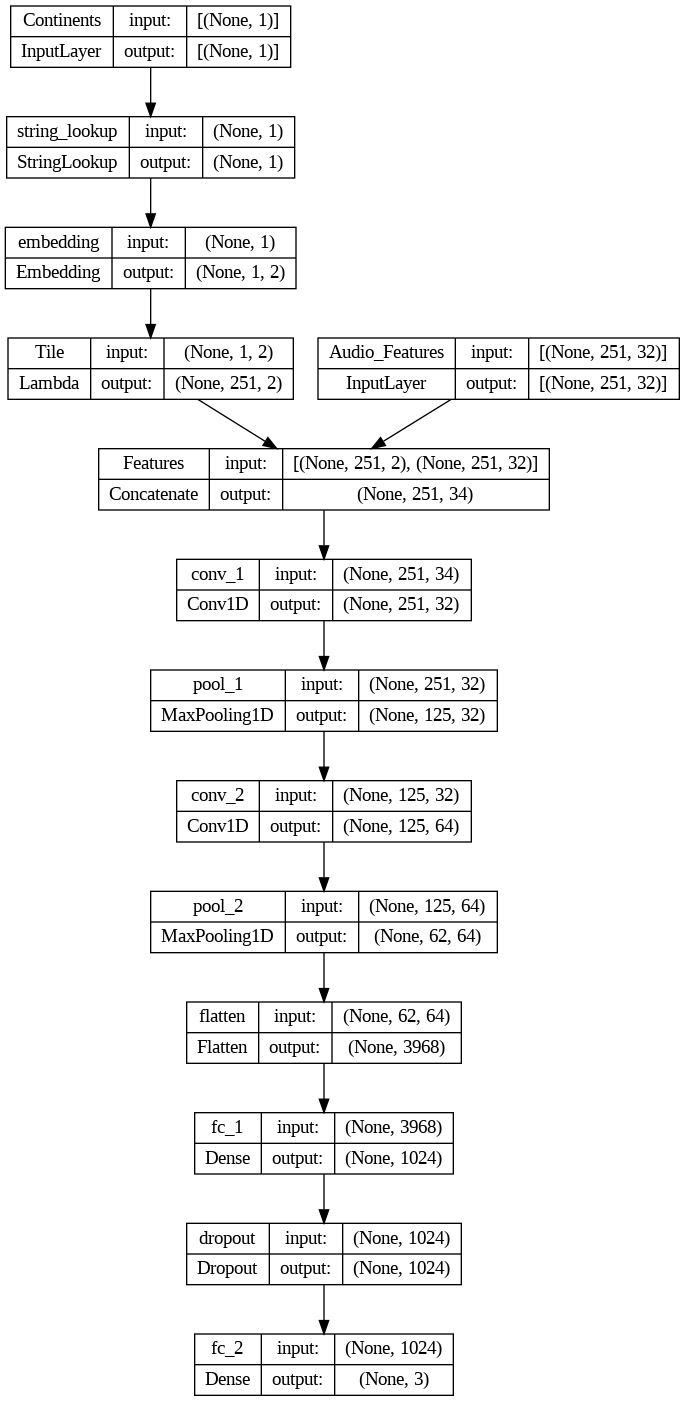 Continents input: [(None, 1)]
InputLayer output: [(None, 1)]
string_lookup input: (None, 1)
StringLookup output: (None, 1)
embedding input: (None, 1)
Embedding output: (None, 1, 2)
Tile input: (None, 1, 2)
Lambda output: (None, 251, 2)
Audio_Features input: [(None, 251, 32)]
InputLayer output: [(None, 251, 32)]
Features input: [(None, 251, 2), (None, 251, 32)]
Concatenate output: (None, 251, 34)
conv_1 input: (None, 251, 34)
Conv1D output: (None, 251, 32)
pool_1 input: (None, 251, 32)
MaxPooling1D output: (None, 125, 32)
conv_2 input: (None, 125, 32)
Conv1D output: (None, 125, 64)
pool_2 input: (None, 125, 64)
MaxPooling1D output: (None, 62, 64)
flatten input: (None, 62, 64)
Flatten output: (None, 3968)
fc_1 input: (None, 3968)
Dense output: (None, 1024)
dropout input: (None, 1024)
Dropout output: (None, 1024)
fc_2 input: (None, 1024)
Dense output: (None, 3)